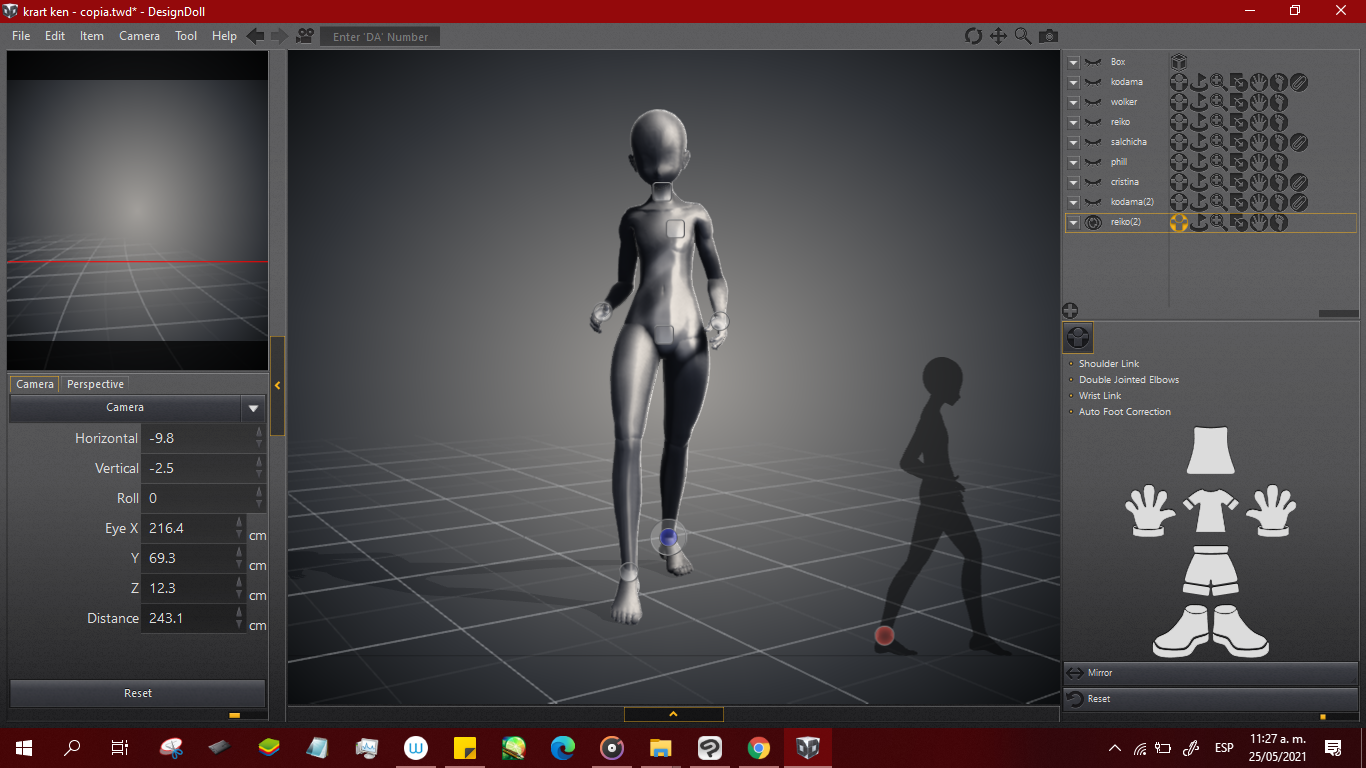 krart ken - copia.twd* - DesignDoll
File Edit Item Camera Tool Help Enter 'DA' Number
Box
kodama
wolker
reiko
salchicha
phill
cristina
kodama(2)
reiko(2)
Camera Perspective
Camera
Horizontal -9.8
Vertical -2.5
Roll 0
Eye X 216.4 cm
Y 69.3 cm
Z 12.3 cm
Distance 243.1 cm
Reset
Shoulder Link
Double Jointed Elbows
Wrist Link
Auto Foot Correction
Mirror
Reset
ESP
11:27 a. m.
25/05/2021